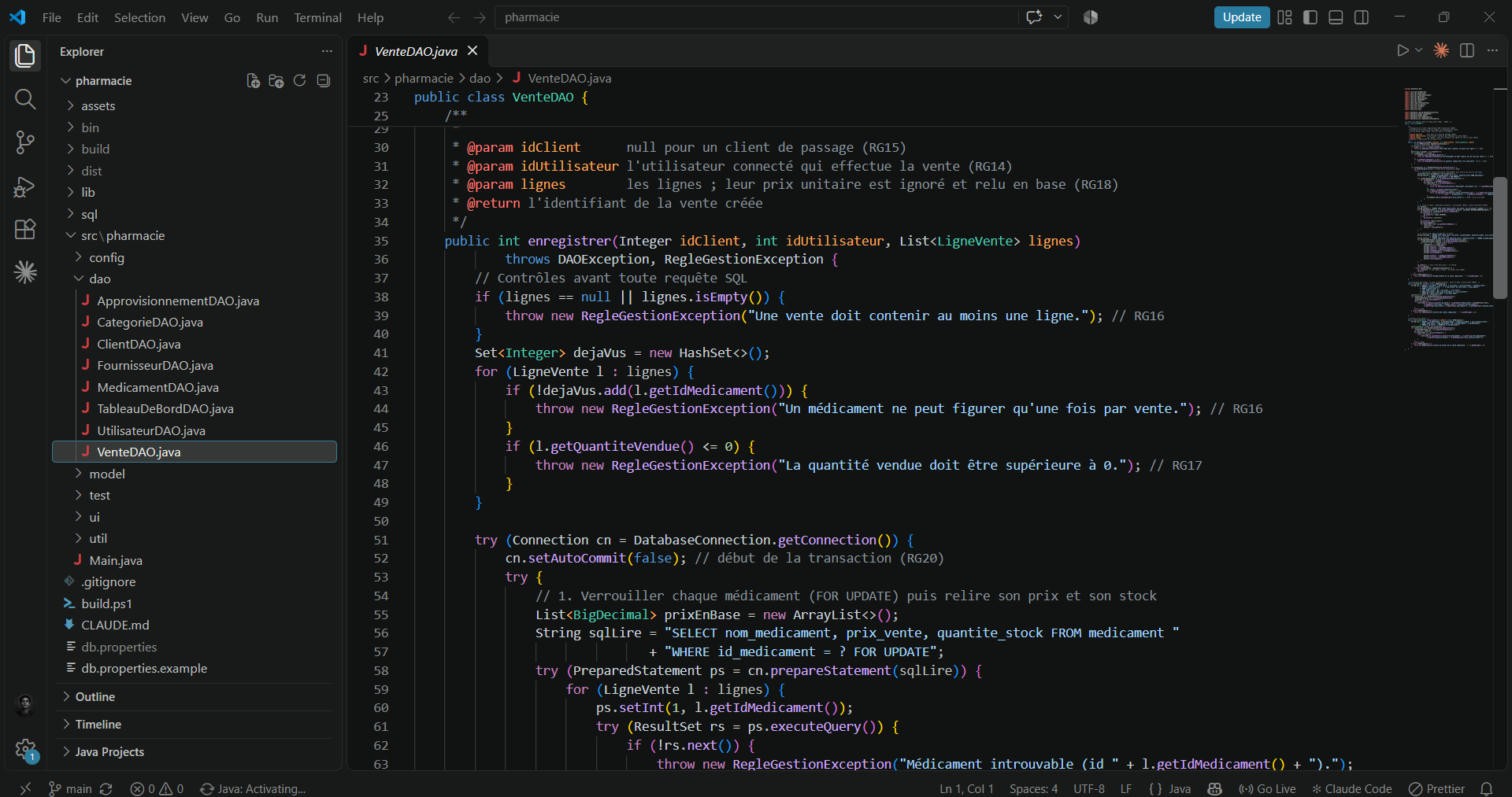 File Edit Selection View Go Run Terminal Help
pharmacie
Update
Explorer
pharmacie
assets
bin
build
dist
lib
sql
src\pharmacie
config
dao
ApprovisionnementDAO.java
CategorieDAO.java
ClientDAO.java
FournisseurDAO.java
MedicamentDAO.java
TableauDeBordDAO.java
UtilisateurDAO.java
VenteDAO.java
model
test
ui
util
Main.java
.gitignore
build.ps1
CLAUDE.md
db.properties
db.properties.example
Outline
Timeline
Java Projects
VenteDAO.java
src > pharmacie > dao > VenteDAO.java
23 public class VenteDAO {
25 /**
29
30 * @param idClient null pour un client de passage (RG15)
31 * @param idUtilisateur l'utilisateur connecté qui effectue la vente (RG14)
32 * @param lignes les lignes ; leur prix unitaire est ignoré et relu en base (RG18)
33 * @return l'identifiant de la vente créée
34 */
35 public int enregistrer(Integer idClient, int idUtilisateur, List<LigneVente> lignes)
36 throws DAOException, RegleGestionException {
37 // Contrôles avant toute requête SQL
38 if (lignes == null || lignes.isEmpty()) {
39 throw new RegleGestionException("Une vente doit contenir au moins une ligne."); // RG16
40 }
41 Set<Integer> dejaVus = new HashSet<>();
42 for (LigneVente l : lignes) {
43 if (!dejaVus.add(l.getIdMedicament())) {
44 throw new RegleGestionException("Un médicament ne peut figurer qu'une fois par vente."); // RG16
45 }
46 if (l.getQuantiteVendue() <= 0) {
47 throw new RegleGestionException("La quantité vendue doit être supérieure à 0."); // RG17
48 }
49 }
50
51 try (Connection cn = DatabaseConnection.getConnection()) {
52 cn.setAutoCommit(false); // début de la transaction (RG20)
53 try {
54 // 1. Verrouiller chaque médicament (FOR UPDATE) puis relire son prix et son stock
55 List<BigDecimal> prixEnBase = new ArrayList<>();
56 String sqlLire = "SELECT nom_medicament, prix_vente, quantite_stock FROM medicament "
57 + "WHERE id_medicament = ? FOR UPDATE";
58 try (PreparedStatement ps = cn.prepareStatement(sqlLire)) {
59 for (LigneVente l : lignes) {
60 ps.setInt(1, l.getIdMedicament());
61 try (ResultSet rs = ps.executeQuery()) {
62 if (!rs.next()) {
63 throw new RegleGestionException("Médicament introuvable (id " + l.getIdMedicament() + ").");
1
main 0 0 Java: Activating... Ln 1, Col 1 Spaces: 4 UTF-8 LF { } Java Go Live Claude Code Prettier